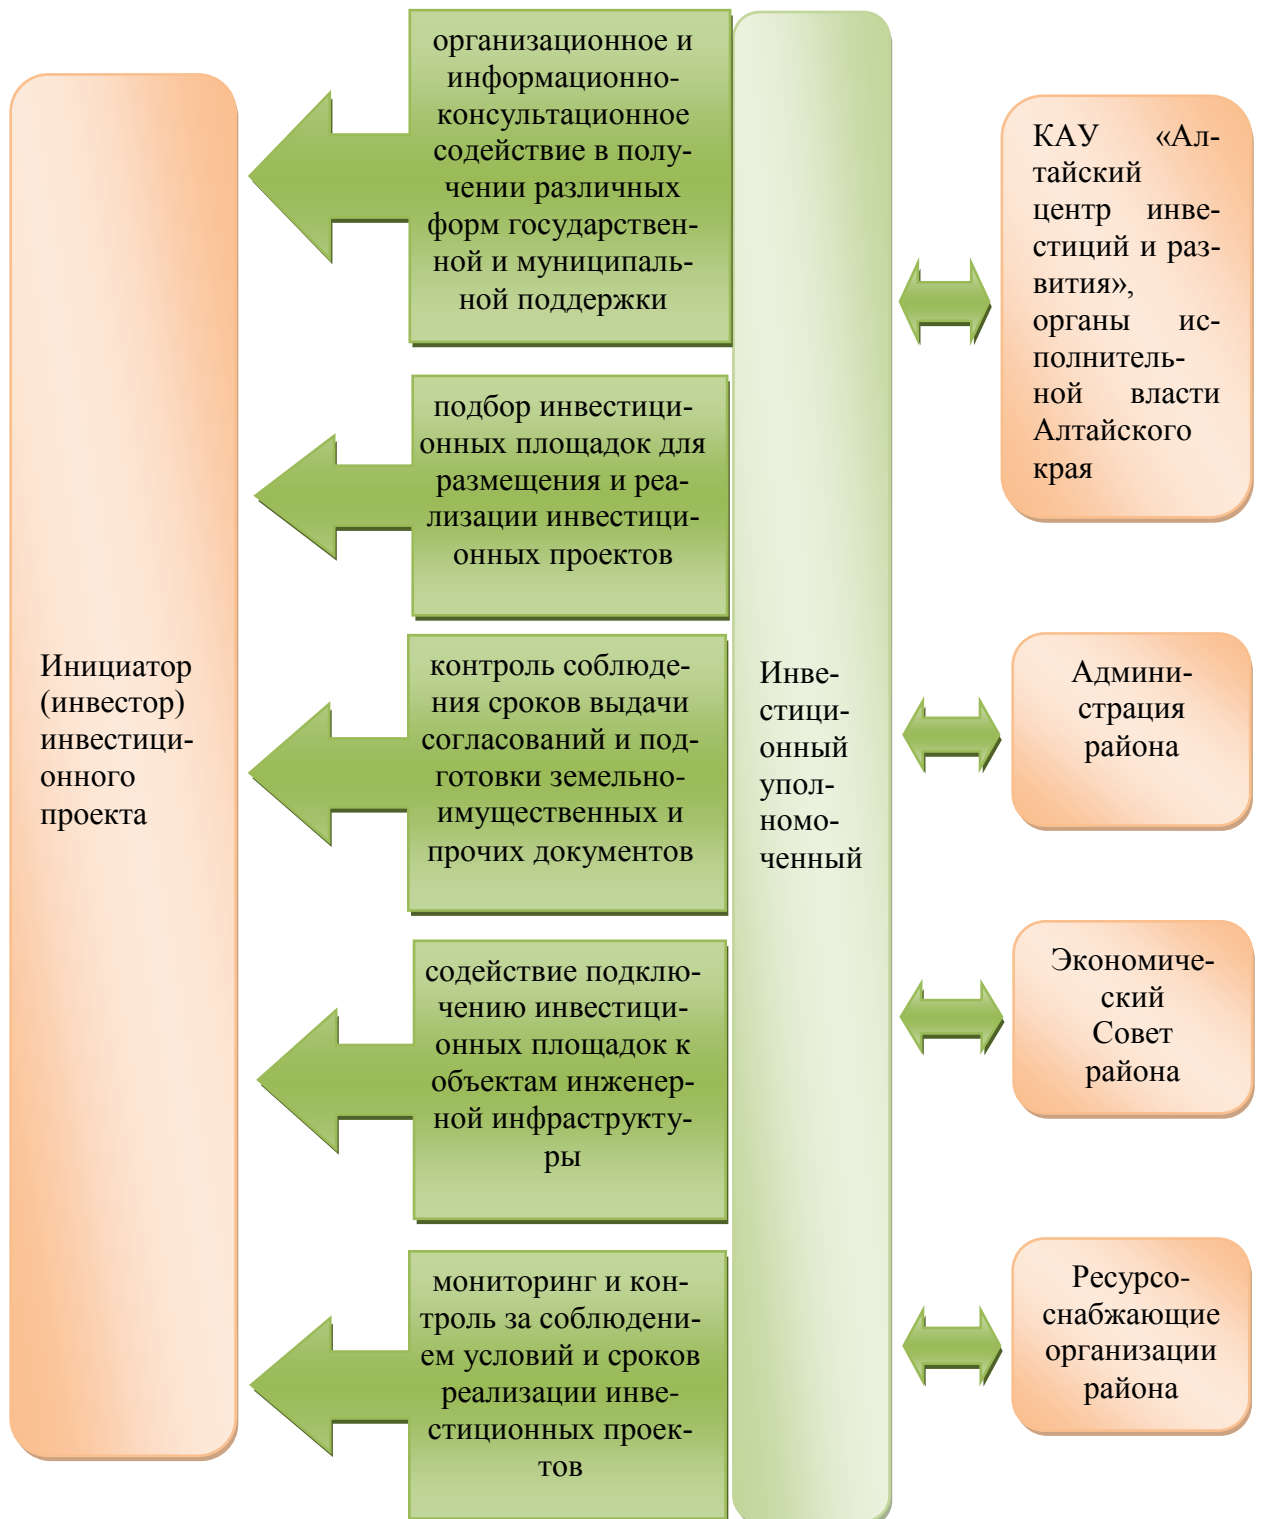 Инициатор
(инвестор)
инвестици-
онного
проекта
организационное и
информационно-
консультационное
содействие в полу-
чении различных
форм государствен-
ной и муниципаль-
ной поддержки
подбор инвестици-
онных площадок для
размещения и реа-
лизации инвестици-
онных проектов
контроль соблюде-
ния сроков выдачи
согласований и под-
готовки земельно-
имущественных и
прочих документов
содействие подклю-
чению инвестици-
онных площадок к
объектам инженер-
ной инфраструкту-
ры
мониторинг и кон-
троль за соблюдени-
ем условий и сроков
реализации инве-
стиционных проек-
тов
Инве-
стици-
онный
упол-
номо-
ченный
КАУ «Ал-
тайский
центр инве-
стиций и раз-
вития»,
органы ис-
полнитель-
ной власти
Алтайского
края
Админи-
страция
района
Экономиче-
ский
Совет
района
Ресурсо-
снабжающие
организации
района